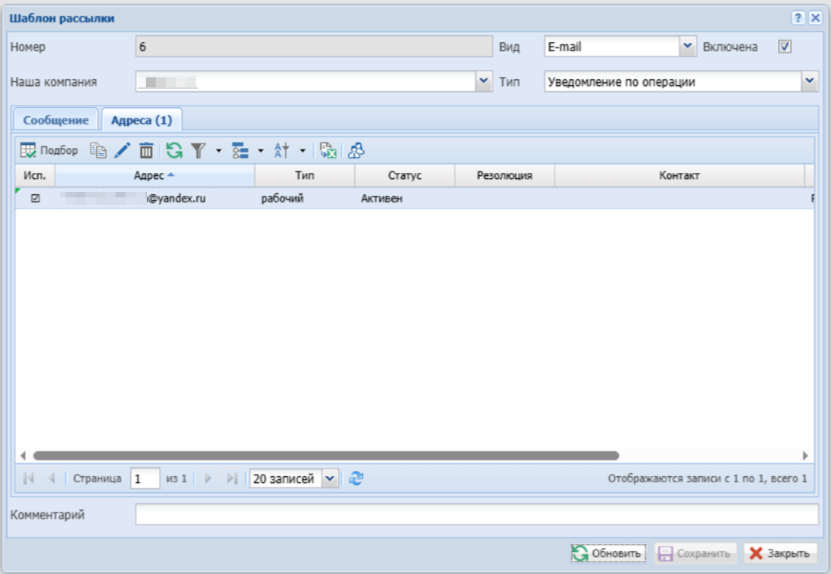 Шаблон рассылки
Номер 6 Вид E-mail Включена
Наша компания Тип Уведомление по операции
Сообщение Адреса (1)
Подбор
Исп. Адрес Тип Статус Резолюция Контакт
@yandex.ru рабочий Активен
Страница 1 из 1 20 записей Отображаются записи с 1 по 1, всего 1
Комментарий
Обновить Сохранить Закрыть